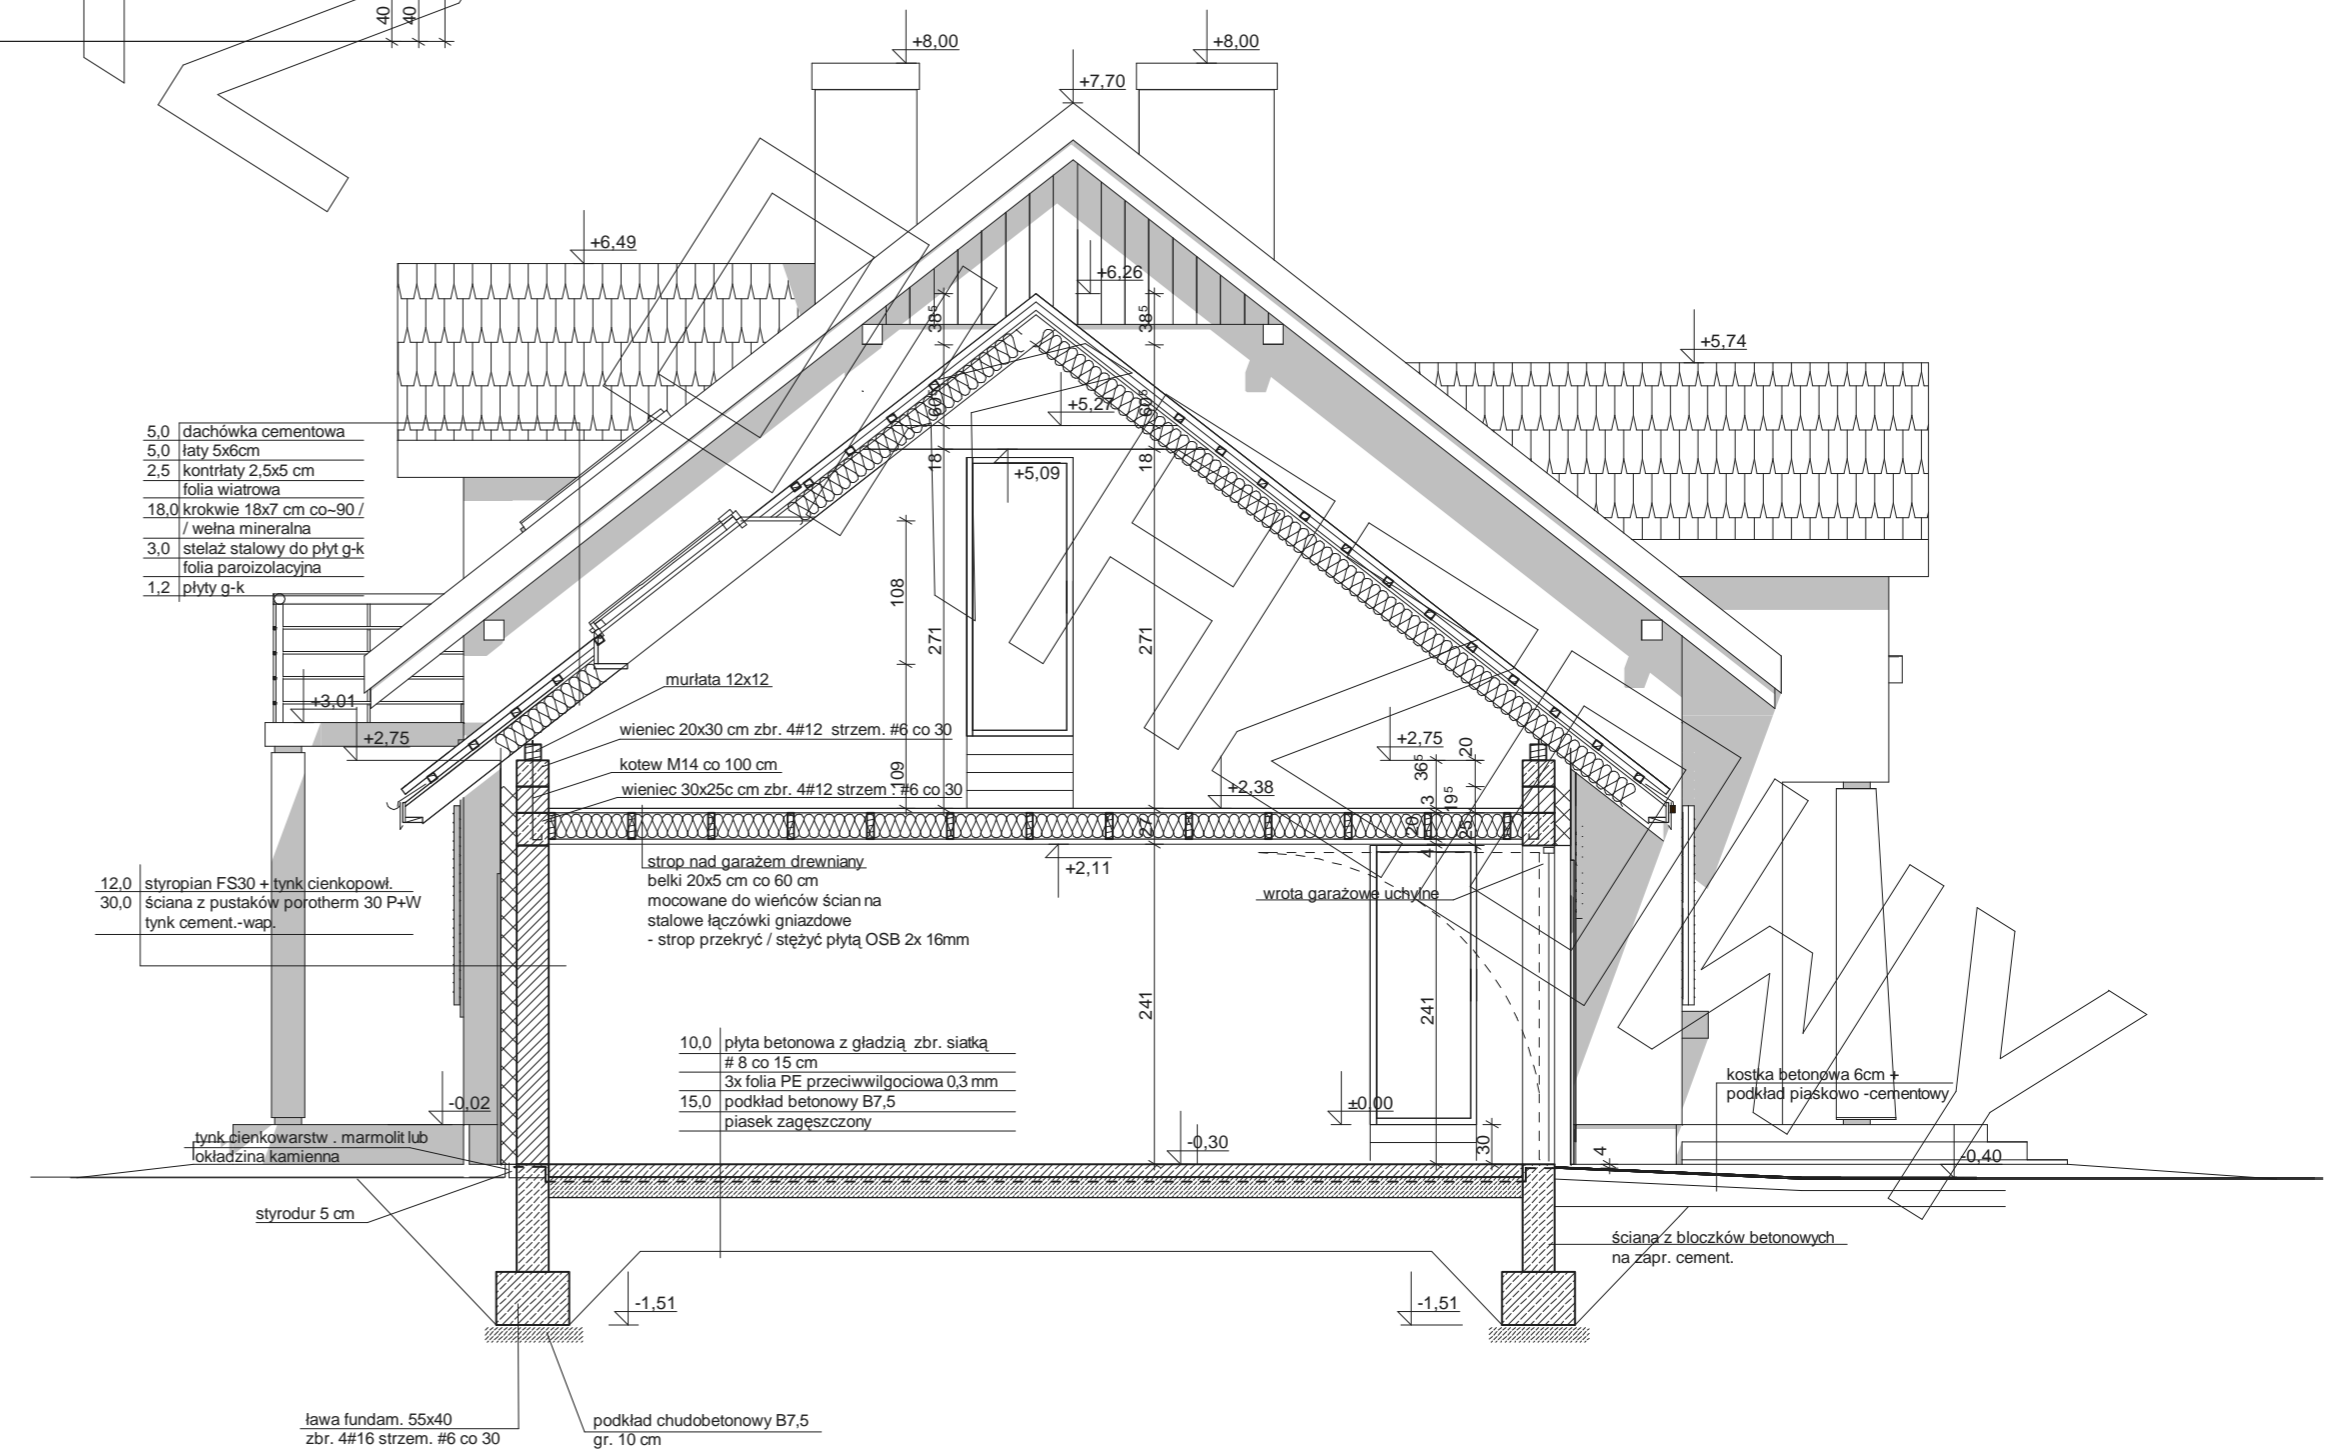 40
40
+8,00
+8,00
+7,70
+6,49
+6,26
38⁵
38⁵
+5,74
60⁵
+5,27
60⁵
5,0 dachówka cementowa
5,0 łaty 5x6cm
2,5 kontrłaty 2,5x5 cm
folia wiatrowa
18,0 krokwie 18x7 cm co~90 /
/ wełna mineralna
3,0 stelaż stalowy do płyt g-k
folia paroizolacyjna
1,2 płyty g-k
18
+5,09
18
108
271
271
+3,01
+2,75
murłata 12x12
wieniec 20x30 cm zbr. 4#12 strzem. #6 co 30
kotew M14 co 100 cm
wieniec 30x25c cm zbr. 4#12 strzem . #6 co 30
109
+2,75
20
36⁵
+2,38
3
19⁵
27
20
25
4
strop nad garażem drewniany
belki 20x5 cm co 60 cm
mocowane do wieńców ścian na
stalowe łączówki gniazdowe
- strop przekryć / stężyć płytą OSB 2x 16mm
+2,11
wrota garażowe uchylne
12,0 styropian FS30 + tynk cienkopowł.
30,0 ściana z pustaków porotherm 30 P+W
tynk cement.-wap.
241
241
10,0 płyta betonowa z gładzią zbr. siatką
# 8 co 15 cm
3x folia PE przeciwwilgociowa 0,3 mm
15,0 podkład betonowy B7,5
piasek zagęszczony
kostka betonowa 6cm +
podkład piaskowo -cementowy
-0,02
±0,00
tynk cienkowarstw . marmolit lub
okładzina kamienna
-0,30
30
4
-0,40
styrodur 5 cm
ściana z bloczków betonowych
na zapr. cement.
-1,51
-1,51
ława fundam. 55x40
zbr. 4#16 strzem. #6 co 30
podkład chudobetonowy B7,5
gr. 10 cm